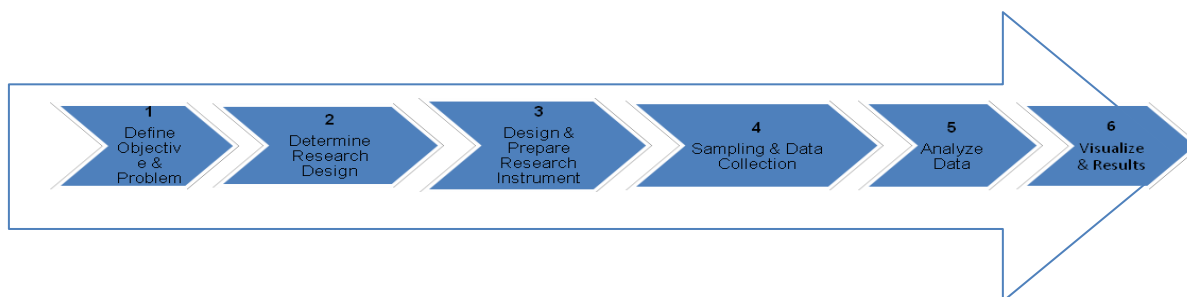 1
Define
Objectiv
e &
Problem
2
Determine
Research
Design
3
Design &
Prepare
Research
Instrument
4
Sampling & Data
Collection
5
Analyze
Data
6
Visualize
& Results